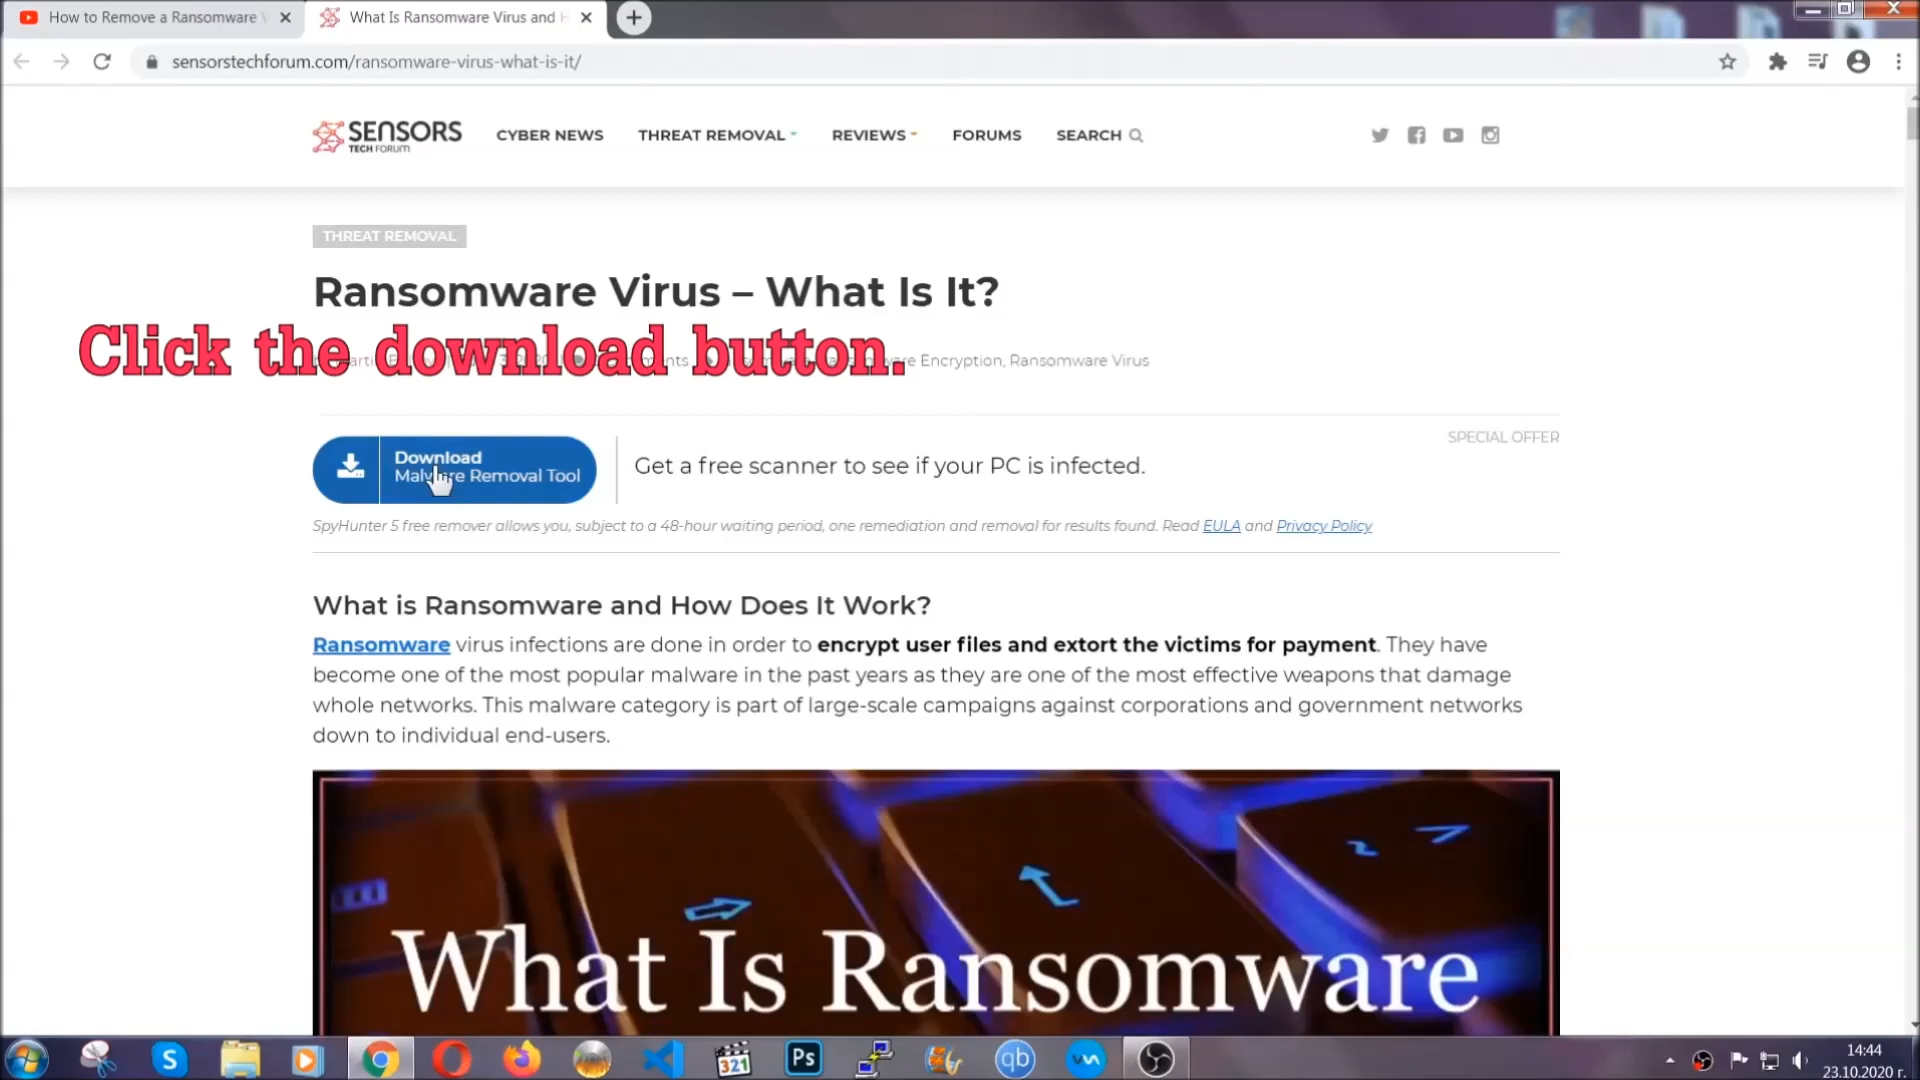 How to Remove a Ransomware
What Is Ransomware Virus and
sensorstechforum.com/ransomware-virus-what-is-it/
SENSORS
TECH FORUM
CYBER NEWS
THREAT REMOVAL
REVIEWS
FORUMS
SEARCH
THREAT REMOVAL
Ransomware Virus – What Is It?
Click the download button.
Encryption, Ransomware Virus
SPECIAL OFFER
Download
Malware Removal Tool
Get a free scanner to see if your PC is infected.
SpyHunter 5 free remover allows you, subject to a 48-hour waiting period, one remediation and removal for results found. Read EULA and Privacy Policy
What is Ransomware and How Does It Work?
Ransomware virus infections are done in order to encrypt user files and extort the victims for payment. They have
become one of the most popular malware in the past years as they are one of the most effective weapons that damage
whole networks. This malware category is part of large-scale campaigns against corporations and government networks
down to individual end-users.
What Is Ransomware
S
321
Ps
qb
14:44
23.10.2020 г.